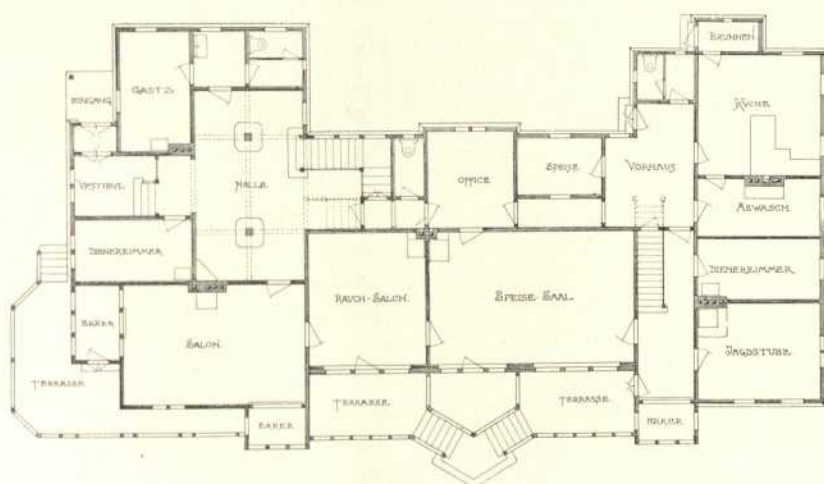 BRUNNEN
GASTZ.
EINGANG
KÜCHE
VESTIBUL
HALLE
OFFICE
SPEISE
VORHAUS
ABWASCH
DIENERZIMMER
DIENERZIMMER
ERKER
SALON
RAUCH-SALON
SPEISE-SAAL
JAGDSTUBE
TERRASSE
TERRASSE
TERRASSE
ERKER
ERKER